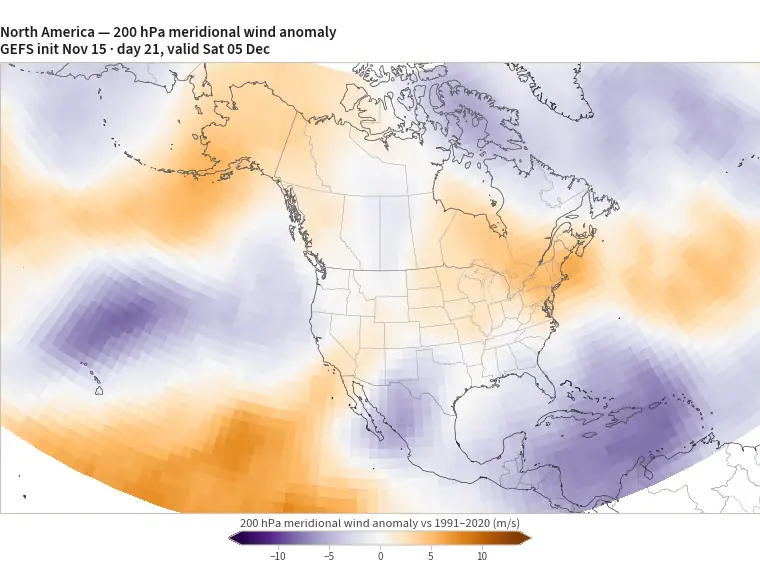 North America — 200 hPa meridional wind anomaly
GEFS init Nov 15 · day 21, valid Sat 05 Dec
200 hPa meridional wind anomaly vs 1991–2020 (m/s)
−10 −5 0 5 10